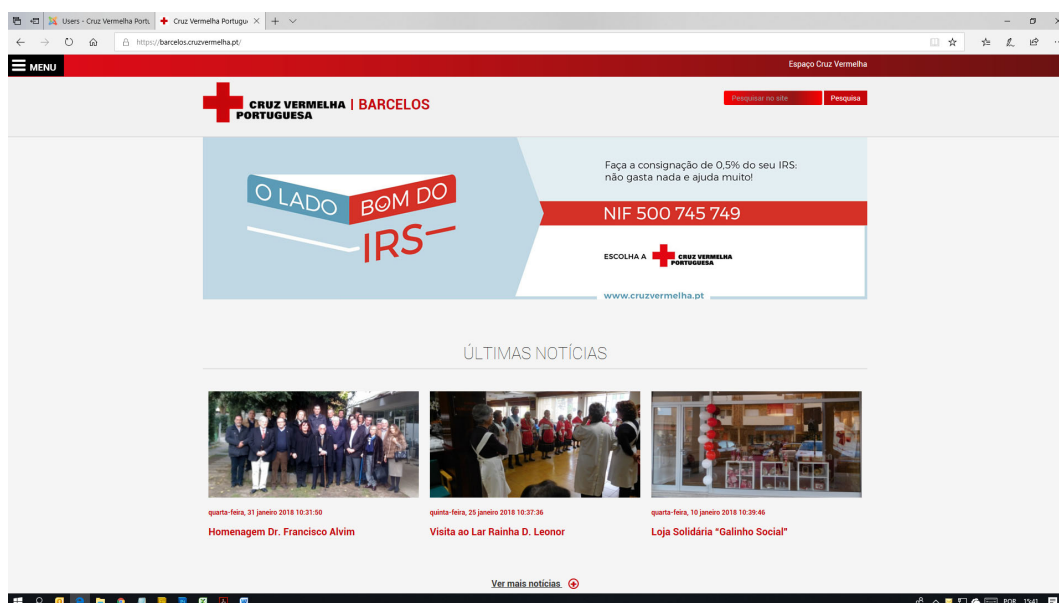 Users - Cruz Vermelha Portu
Cruz Vermelha Portugu
https://barcelos.cruzvermelha.pt/
MENU
Espaço Cruz Vermelha
CRUZ VERMELHA
PORTUGUESA
| BARCELOS
Pesquisar no site
Pesquisa
O LADO BOM DO
IRS
Faça a consignação de 0,5% do seu IRS:
não gasta nada e ajuda muito!
NIF 500 745 749
ESCOLHA A
CRUZ VERMELHA
PORTUGUESA
www.cruzvermelha.pt
ÚLTIMAS NOTÍCIAS
quarta-feira, 31 janeiro 2018 10:31:50
Homenagem Dr. Francisco Alvim
quinta-feira, 25 janeiro 2018 10:37:36
Visita ao Lar Rainha D. Leonor
quarta-feira, 10 janeiro 2018 10:39:46
Loja Solidária “Galinho Social”
Ver mais notícias
POR 15:41